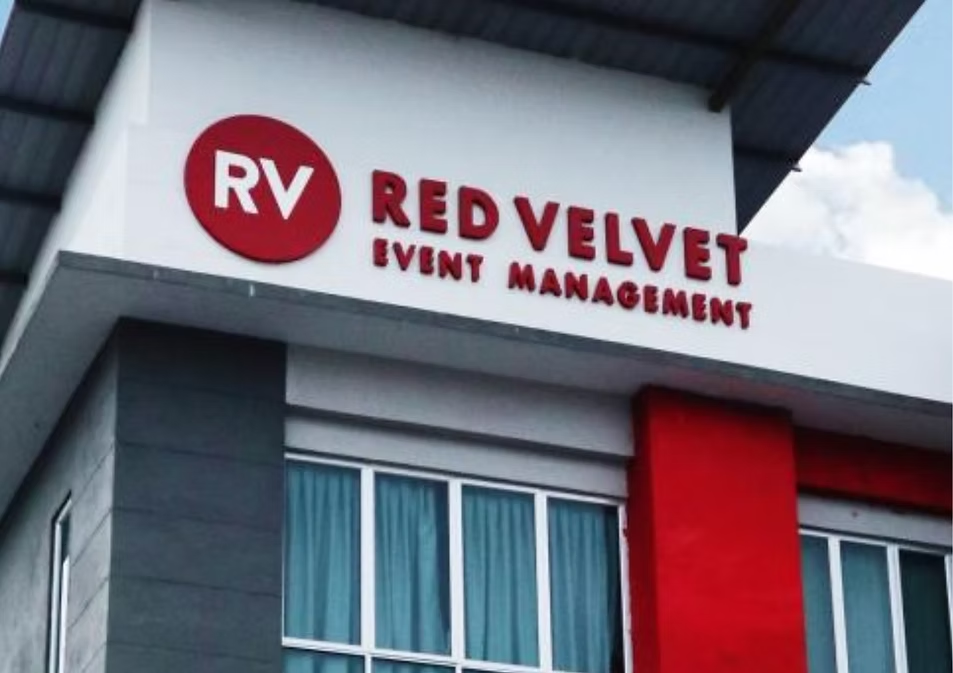 RV
RED VELVET
EVENT MANAGEMENT